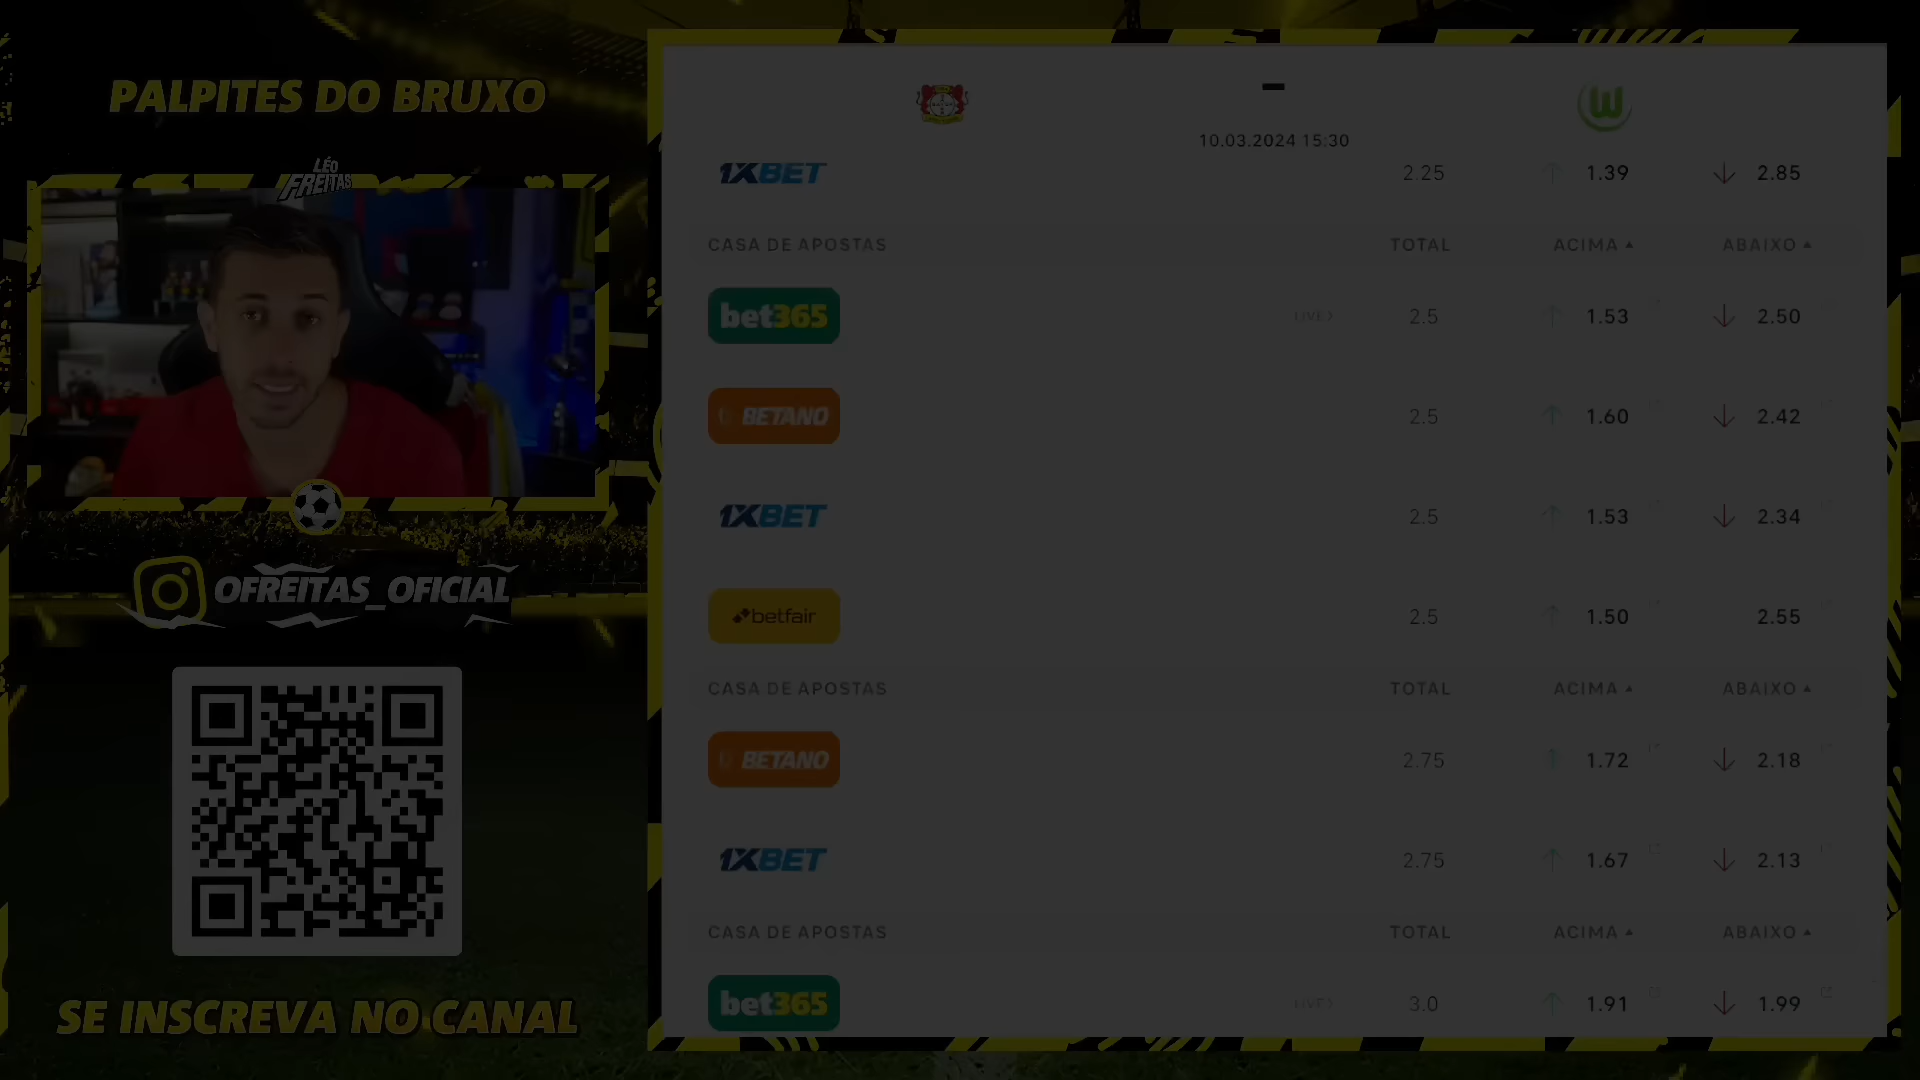 PALPITES DO BRUXO
LÉO
FREITAS
OFREITAS_OFICIAL
SE INSCREVA NO CANAL
10.03.2024 15:30
1XBET 2.25 1.39 2.85
CASA DE APOSTAS TOTAL ACIMA ABAIXO
bet365 LIVE 2.5 1.53 2.50
BETANO 2.5 1.60 2.42
1XBET 2.5 1.53 2.34
betfair 2.5 1.50 2.55
CASA DE APOSTAS TOTAL ACIMA ABAIXO
BETANO 2.75 1.72 2.18
1XBET 2.75 1.67 2.13
CASA DE APOSTAS TOTAL ACIMA ABAIXO
bet365 LIVE 3.0 1.91 1.99